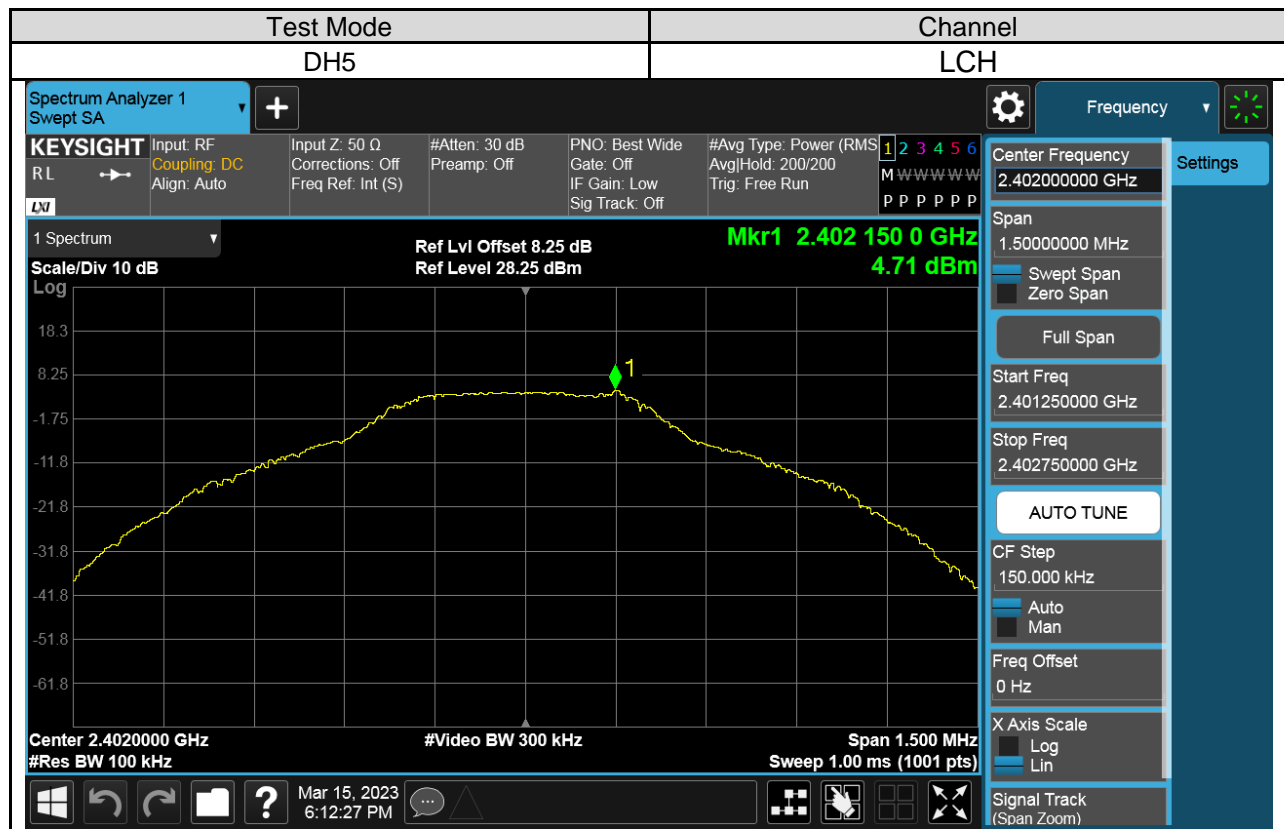 Test Mode Channel
DH5 LCH
Spectrum Analyzer 1
Swept SA
+
Frequency
KEYSIGHT
RL
LXI
Input: RF
Coupling: DC
Align: Auto
Input Z: 50 Ω
Corrections: Off
Freq Ref: Int (S)
#Atten: 30 dB
Preamp: Off
PNO: Best Wide
Gate: Off
IF Gain: Low
Sig Track: Off
#Avg Type: Power (RMS
Avg|Hold: 200/200
Trig: Free Run
1 2 3 4 5 6
M W W W W W
P P P P P P
1 Spectrum
Scale/Div 10 dB
Ref Lvl Offset 8.25 dB
Ref Level 28.25 dBm
Mkr1 2.402 150 0 GHz
4.71 dBm
Log
18.3
8.25
-1.75
-11.8
-21.8
-31.8
-41.8
-51.8
-61.8
1
Center 2.4020000 GHz
#Res BW 100 kHz
#Video BW 300 kHz
Span 1.500 MHz
Sweep 1.00 ms (1001 pts)
Center Frequency
2.402000000 GHz
Settings
Span
1.50000000 MHz
Swept Span
Zero Span
Full Span
Start Freq
2.401250000 GHz
Stop Freq
2.402750000 GHz
AUTO TUNE
CF Step
150.000 kHz
Auto
Man
Freq Offset
0 Hz
X Axis Scale
Log
Lin
Signal Track
(Span Zoom)
?
Mar 15, 2023
6:12:27 PM